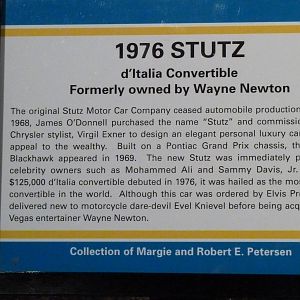 1976 STUTZ
d'Italia Convertible
Formerly owned by Wayne Newton
The original Stutz Motor Car Company ceased automobile production
1968, James O'Donnell purchased the name "Stutz" and commissio
Chrysler stylist, Virgil Exner to design an elegant personal luxury ca
appeal to the wealthy. Built on a Pontiac Grand Prix chassis, th
Blackhawk appeared in 1969. The new Stutz was immediately p
celebrity owners such as Mohammed Ali and Sammy Davis, Jr.
$125,000 d'Italia convertible debuted in 1976, it was hailed as the mos
convertible in the world. Although this car was ordered by Elvis Pr
delivered new to motorcycle dare-devil Evel Knievel before being acq
Vegas entertainer Wayne Newton.
Collection of Margie and Robert E. Petersen